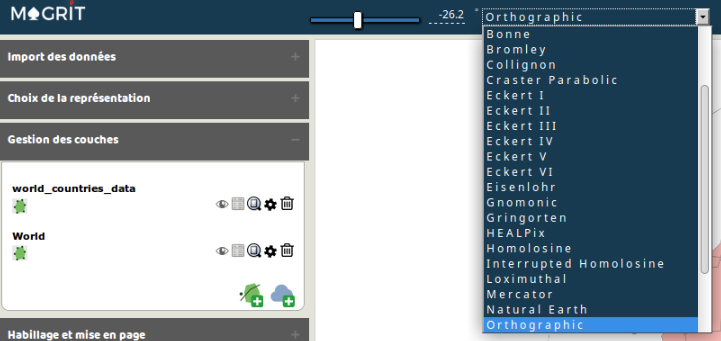 MAGRIT
-26.2 °
Orthographic
Import des données
Choix de la représentation
Gestion des couches
world_countries_data
World
Habillage et mise en page
Bonne
Bromley
Collignon
Craster Parabolic
Eckert I
Eckert II
Eckert III
Eckert IV
Eckert V
Eckert VI
Eisenlohr
Gnomonic
Gringorten
HEALPix
Homolosine
Interrupted Homolosine
Loximuthal
Mercator
Natural Earth
Orthographic